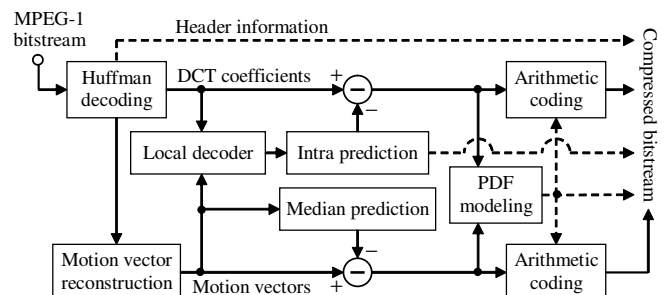 MPEG-1
bitstream
Header information
Huffman
decoding
DCT coefficients
+
−
−
Arithmetic
coding
Compressed bitstream
Local decoder
Intra prediction
PDF
modeling
Median prediction
Motion vector
reconstruction
Motion vectors
−
+
−
Arithmetic
coding